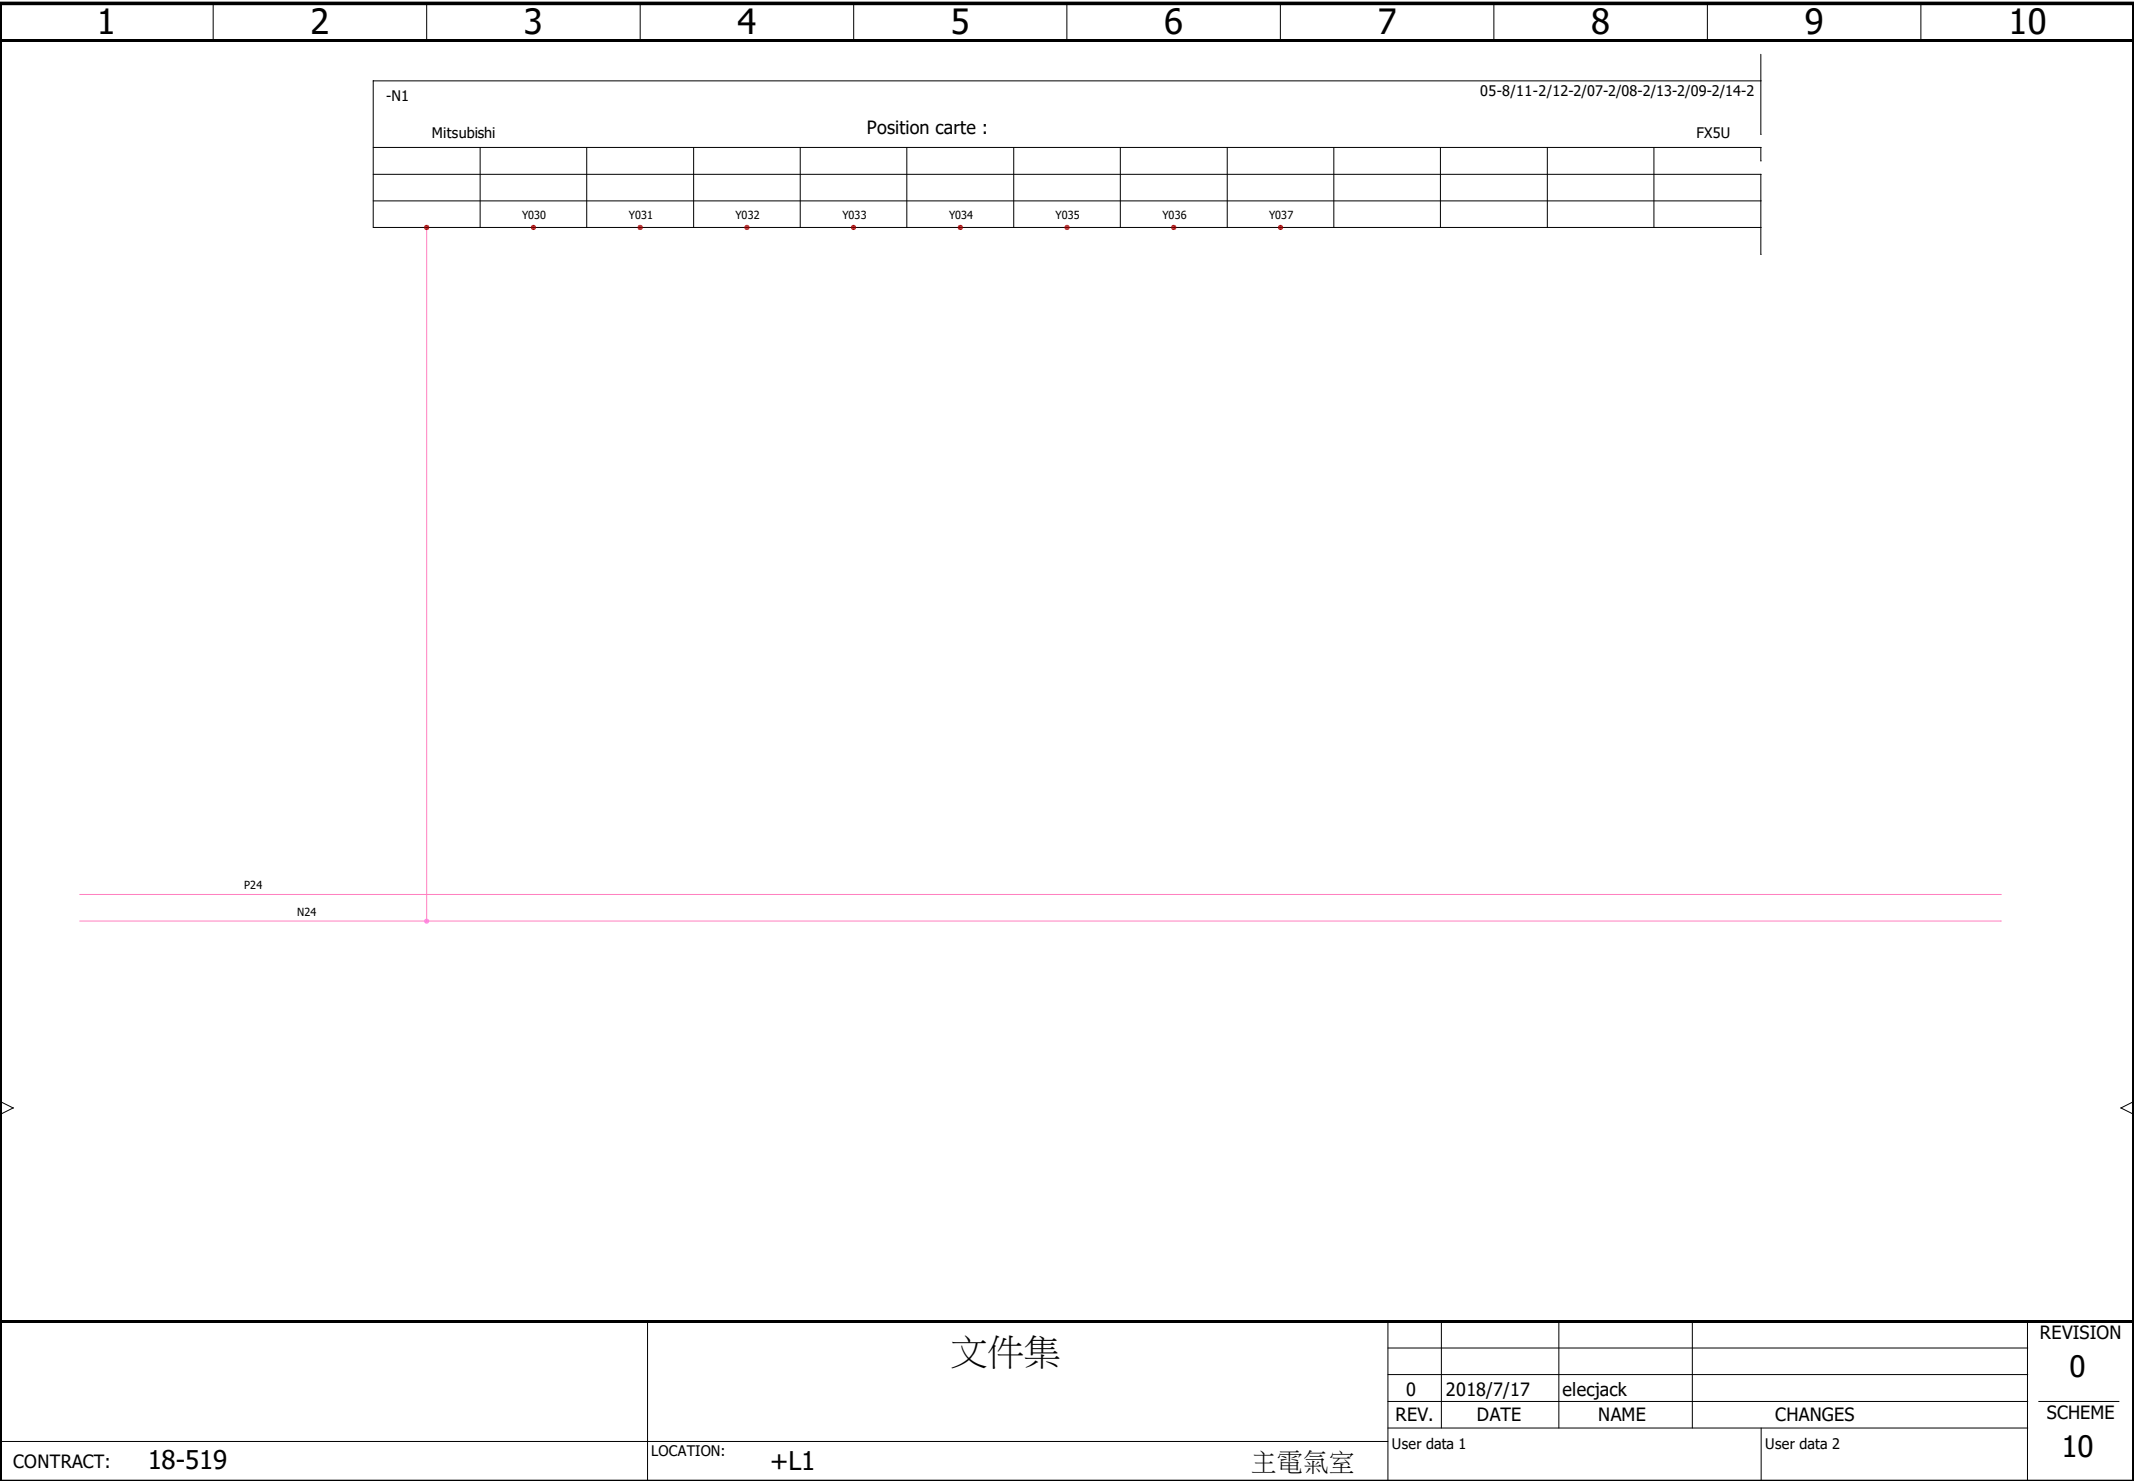 1 2 3 4 5 6 7 8 9 10
-N1 05-8/11-2/12-2/07-2/08-2/13-2/09-2/14-2
Mitsubishi Position carte : FX5U
Y030 Y031 Y032 Y033 Y034 Y035 Y036 Y037
P24
N24
文件集
REVISION
0
0 2018/7/17 elecjack
REV. DATE NAME CHANGES
SCHEME
10
CONTRACT: 18-519
LOCATION: +L1 主電氣室
User data 1 User data 2